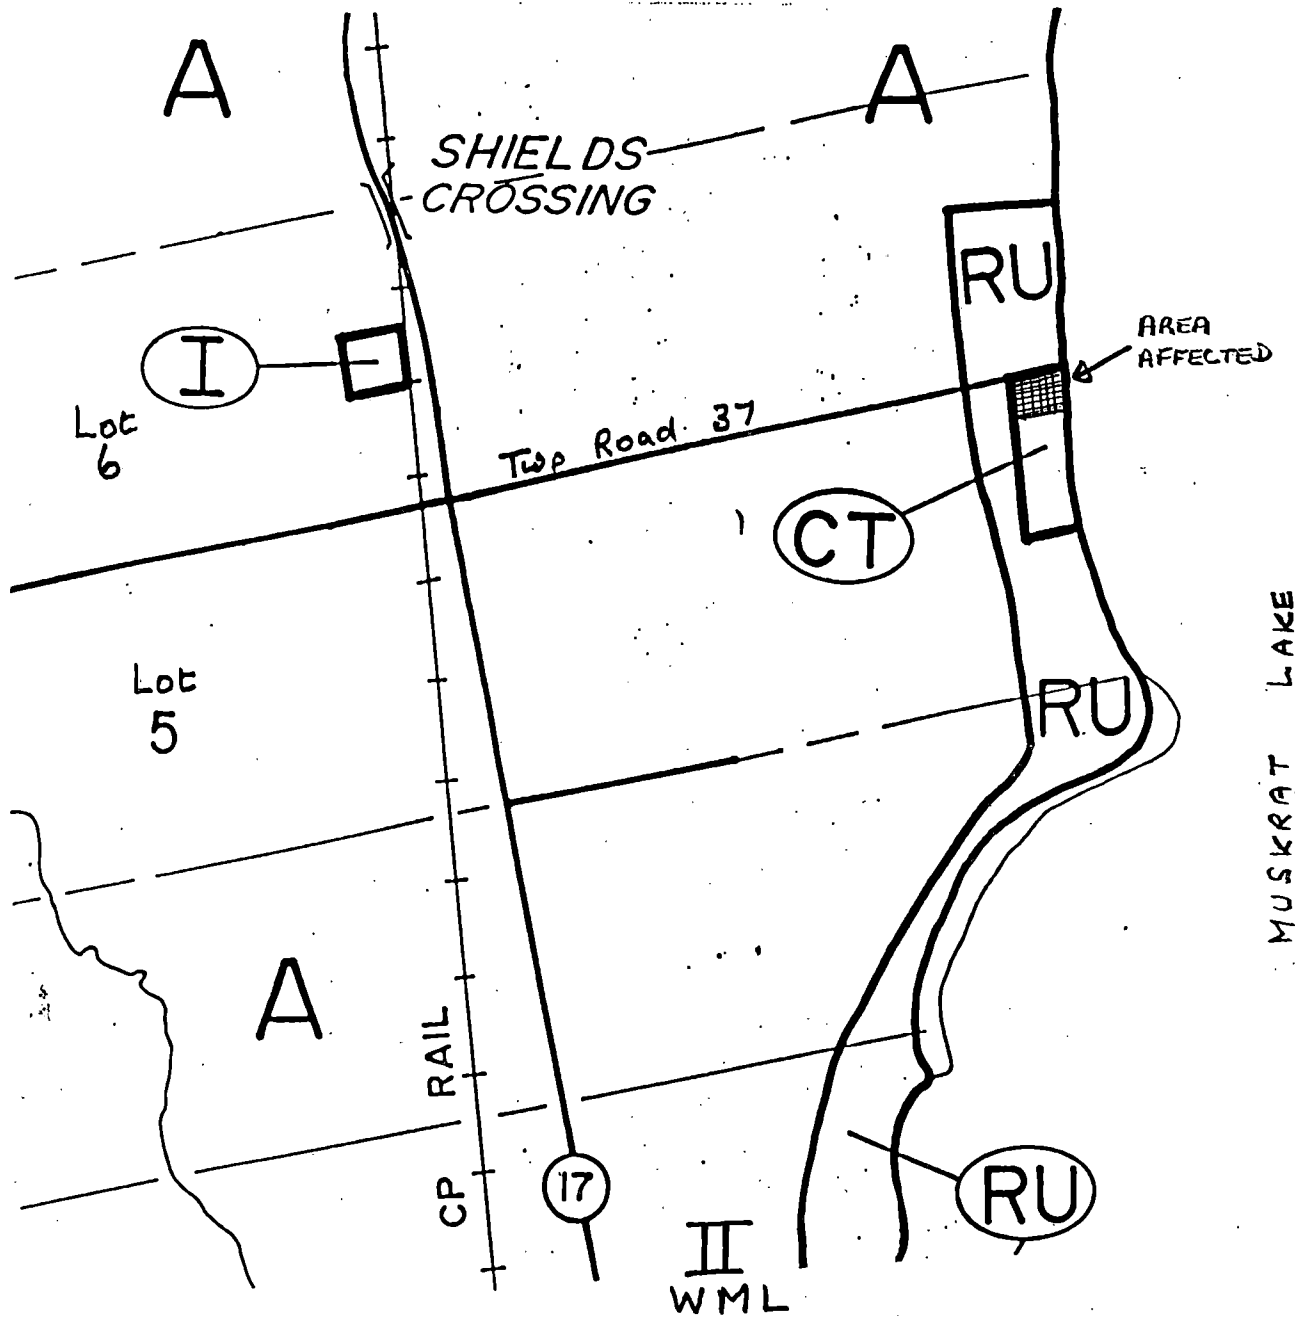 A
A
SHIELDS
CROSSING
RU
I
AREA
AFFECTED
Lot
6
Twp Road 37
CT
Lot
5
RU
MUSKRAT LAKE
A
CP RAIL
17
RU
II
WML